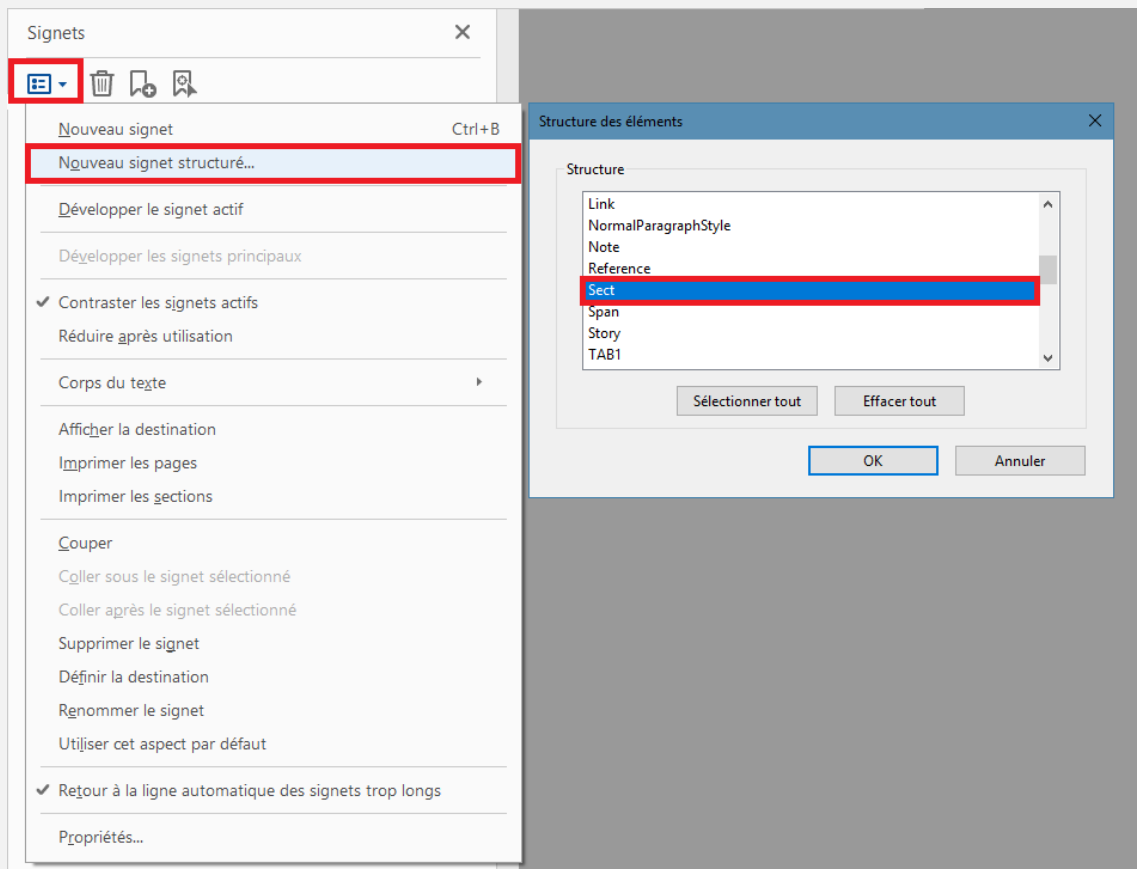 Signets
Nouveau signet Ctrl+B
Nouveau signet structuré...
Développer le signet actif
Développer les signets principaux
Contraster les signets actifs
Réduire après utilisation
Corps du texte
Afficher la destination
Imprimer les pages
Imprimer les sections
Couper
Coller sous le signet sélectionné
Coller après le signet sélectionné
Supprimer le signet
Définir la destination
Renommer le signet
Utiliser cet aspect par défaut
Retour à la ligne automatique des signets trop longs
Propriétés...
Structure des éléments
Structure
Link
NormalParagraphStyle
Note
Reference
Sect
Span
Story
TAB1
Sélectionner tout
Effacer tout
OK
Annuler